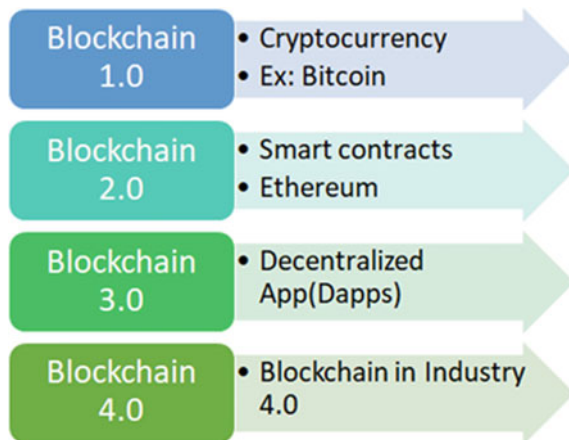 Blockchain
1.0
• Cryptocurrency
• Ex: Bitcoin
Blockchain
2.0
• Smart contracts
• Ethereum
Blockchain
3.0
• Decentralized
App(Dapps)
Blockchain
4.0
• Blockchain in Industry
4.0